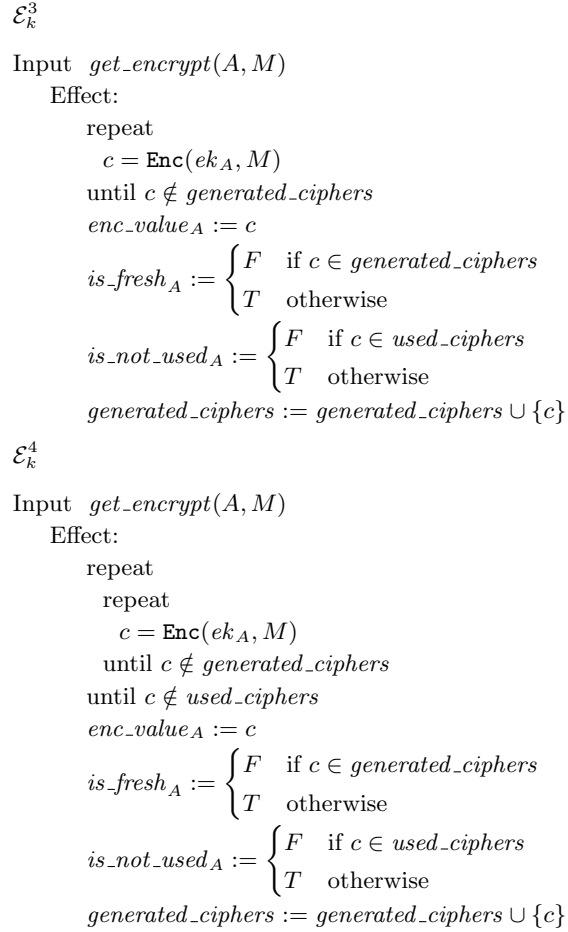 ℰ_k^3
Input get_encrypt(A, M)
Effect:
repeat
c = Enc(ek_A, M)
until c ∉ generated_ciphers
enc_value_A := c
is_fresh_A := { F if c ∈ generated_ciphers
T otherwise
is_not_used_A := { F if c ∈ used_ciphers
T otherwise
generated_ciphers := generated_ciphers ∪ {c}
ℰ_k^4
Input get_encrypt(A, M)
Effect:
repeat
repeat
c = Enc(ek_A, M)
until c ∉ generated_ciphers
until c ∉ used_ciphers
enc_value_A := c
is_fresh_A := { F if c ∈ generated_ciphers
T otherwise
is_not_used_A := { F if c ∈ used_ciphers
T otherwise
generated_ciphers := generated_ciphers ∪ {c}